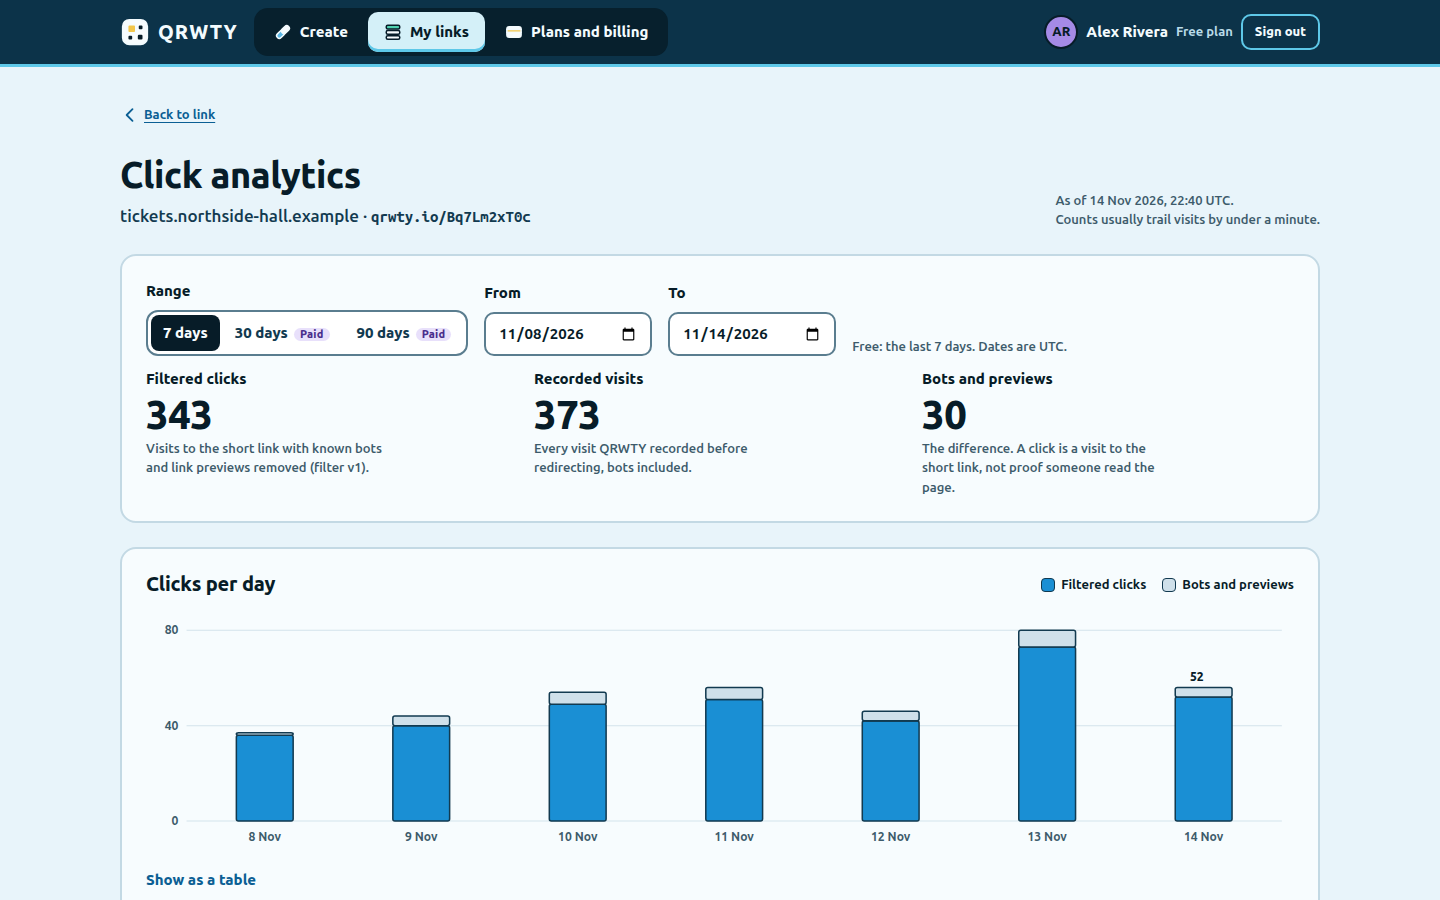 QRWTY
Create
My links
Plans and billing
AR
Alex Rivera
Free plan
Sign out
Back to link
Click analytics
tickets.northside-hall.example · qrwty.io/Bq7Lm2xT0c
As of 14 Nov 2026, 22:40 UTC.
Counts usually trail visits by under a minute.
Range
From
To
7 days
30 days Paid
90 days Paid
11/08/2026
11/14/2026
Free: the last 7 days. Dates are UTC.
Filtered clicks
343
Visits to the short link with known bots
and link previews removed (filter v1).
Recorded visits
373
Every visit QRWTY recorded before
redirecting, bots included.
Bots and previews
30
The difference. A click is a visit to the
short link, not proof someone read the
page.
Clicks per day
Filtered clicks
Bots and previews
80
40
0
52
8 Nov
9 Nov
10 Nov
11 Nov
12 Nov
13 Nov
14 Nov
Show as a table